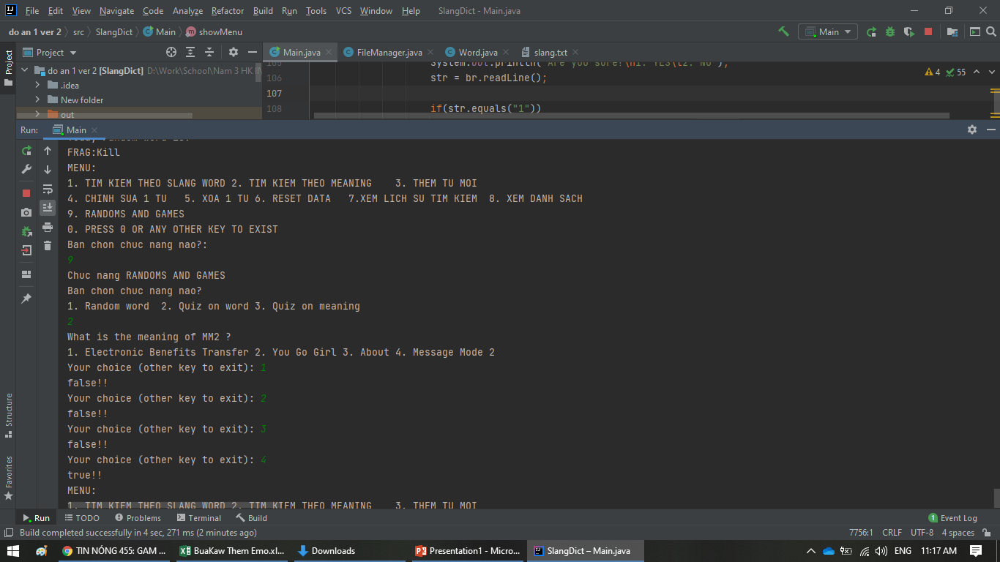 File Edit View Navigate Code Analyze Refactor Build Run Tools VCS Window Help SlangDict - Main.java
do an 1 ver 2 src SlangDict Main showMenu Main
Project Main.java FileManager.java Word.java slang.txt
Project
do an 1 ver 2 [SlangDict] D:\Work\School\Nam 3 HK II\
.idea
New folder
out
105 System.out.println("Are you sure!\n1. YES\t2. NO");
106 str = br.readLine();
107
108 if(str.equals("1"))
4 55
Run: Main
FRAG:Kill
MENU:
1. TIM KIEM THEO SLANG WORD 2. TIM KIEM THEO MEANING 3. THEM TU MOI
4. CHINH SUA 1 TU 5. XOA 1 TU 6. RESET DATA 7.XEM LICH SU TIM KIEM 8. XEM DANH SACH
9. RANDOMS AND GAMES
0. PRESS 0 OR ANY OTHER KEY TO EXIST
Ban chon chuc nang nao?:
9
Chuc nang RANDOMS AND GAMES
Ban chon chuc nang nao?
1. Random word 2. Quiz on word 3. Quiz on meaning
2
What is the meaning of MM2 ?
1. Electronic Benefits Transfer 2. You Go Girl 3. About 4. Message Mode 2
Your choice (other key to exit): 1
false!!
Your choice (other key to exit): 2
false!!
Your choice (other key to exit): 3
false!!
Your choice (other key to exit): 4
true!!
MENU:
1. TIM KIEM THEO SLANG WORD 2. TIM KIEM THEO MEANING 3. THEM TU MOI
Structure
Favorites
Run TODO Problems Terminal Build 1 Event Log
Build completed successfully in 4 sec, 271 ms (2 minutes ago) 7756:1 CRLF UTF-8 4 spaces
TIN NÓNG 455: GAM ... BuaKaw Them Emo.xl... Downloads Presentation1 - Micro... SlangDict – Main.java ENG 11:17 AM